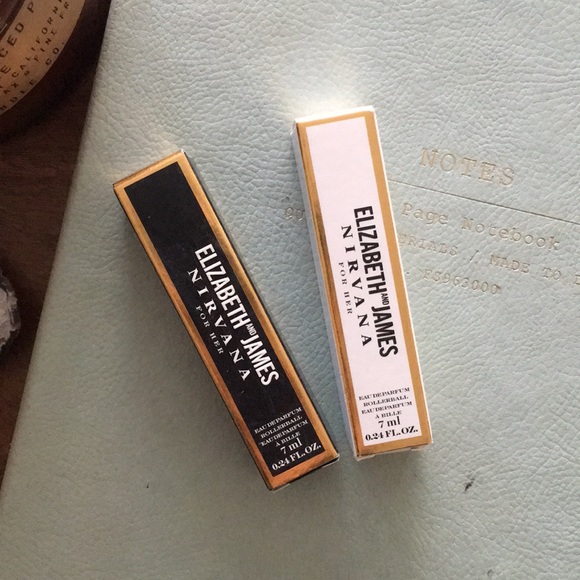 ELIZABETH AND JAMES
NIRVANA
FOR HER
EAU DE PARFUM
ROLLERBALL
EAU DE PARFUM
À BILLE
7 ml
0.24 FL.OZ.
ELIZABETH AND JAMES
NIRVANA
FOR HER
EAU DE PARFUM
ROLLERBALL
EAU DE PARFUM
À BILLE
7 ml
0.24 FL.OZ.
NOTES
Page Notebook
MADE